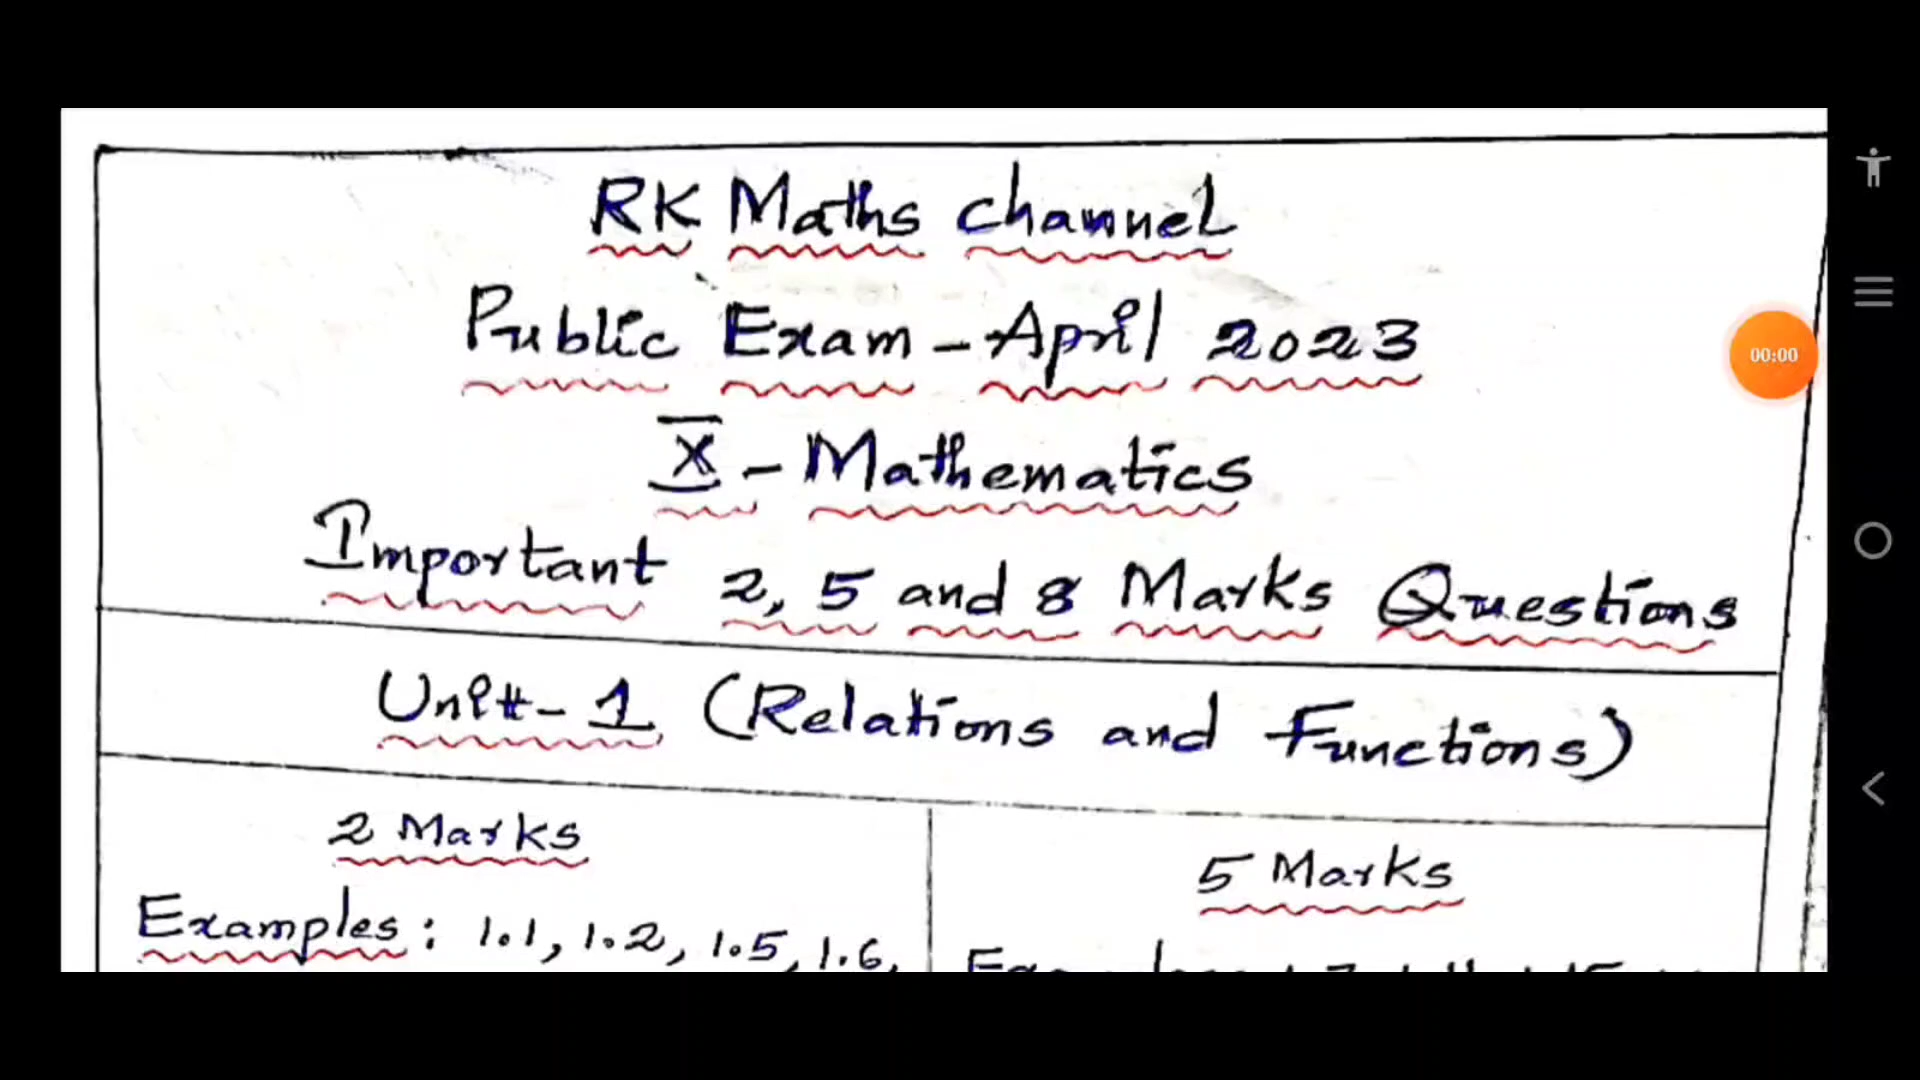 RK Maths channel
Public Exam - April 2023
X - Mathematics
Important 2, 5 and 8 Marks Questions
Unit - 1 (Relations and Functions)
2 Marks
Examples : 1.1, 1.2, 1.5, 1.6,
5 Marks
00:00